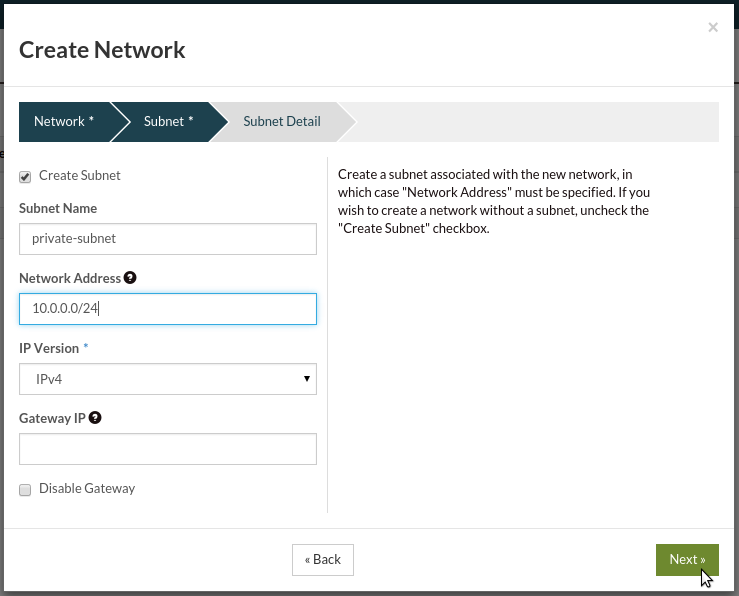 ×
Create Network
Network *
Subnet *
Subnet Detail
Create Subnet
Subnet Name
private-subnet
Network Address ?
10.0.0.0/24
IP Version *
IPv4
Gateway IP ?
Disable Gateway
Create a subnet associated with the new network, in
which case "Network Address" must be specified. If you
wish to create a network without a subnet, uncheck the
"Create Subnet" checkbox.
« Back
Next »